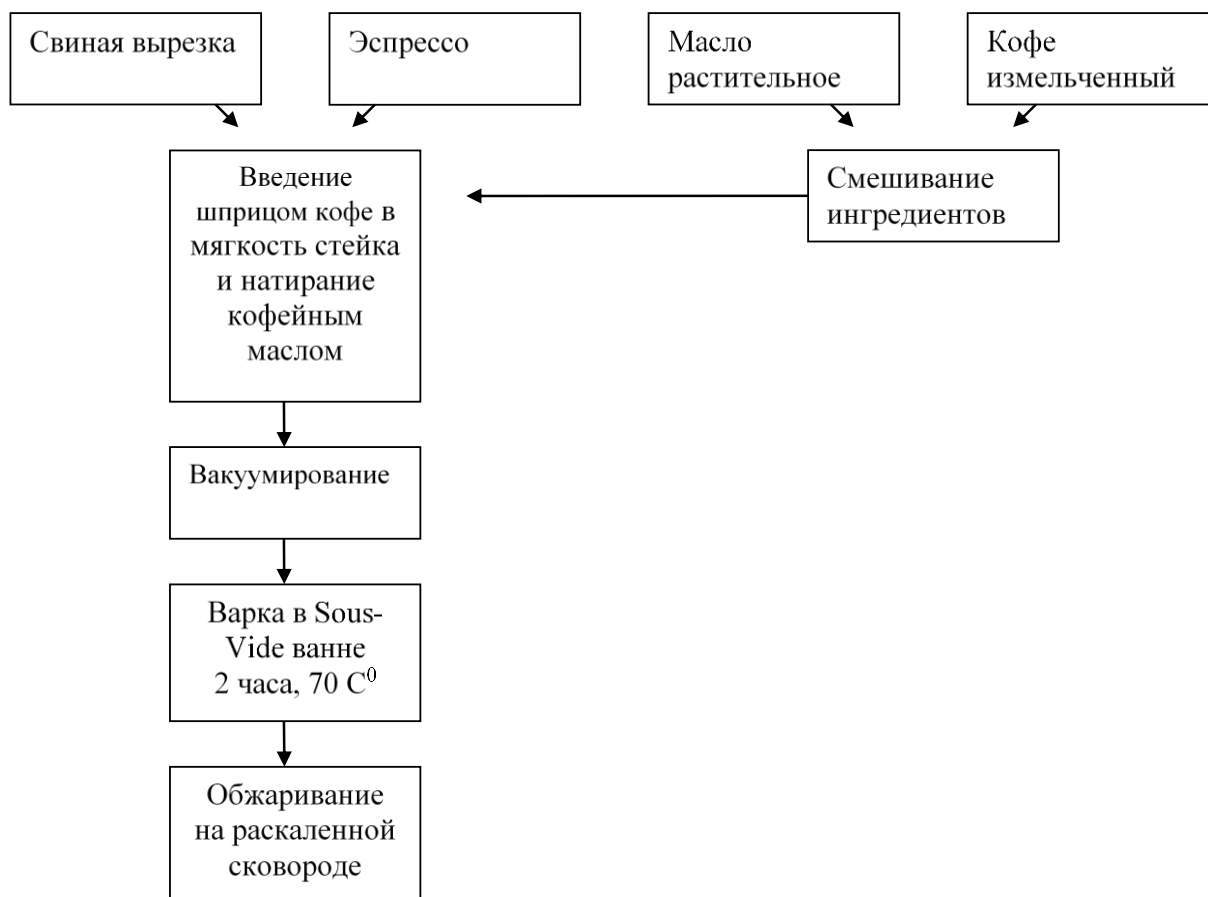 Свиная вырезка
Эспрессо
Масло
растительное
Кофе
измельченный
Введение
шприцом кофе в
мягкость стейка
и натирание
кофейным
маслом
Смешивание
ингредиентов
Вакуумирование
Варка в Sous-
Vide ванне
2 часа, 70 С⁰
Обжаривание
на раскаленной
сковороде